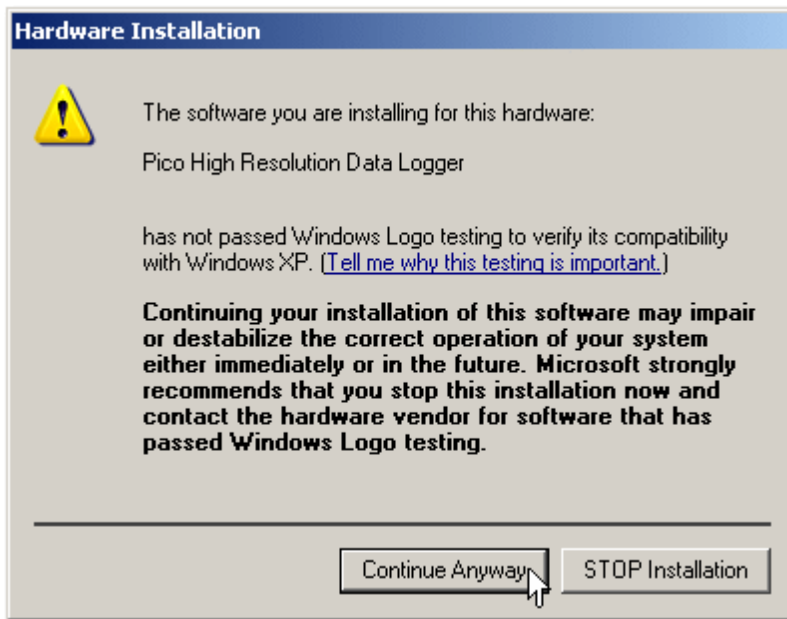 Hardware Installation
The software you are installing for this hardware:
Pico High Resolution Data Logger
has not passed Windows Logo testing to verify its compatibility
with Windows XP. (Tell me why this testing is important.)
Continuing your installation of this software may impair
or destabilize the correct operation of your system
either immediately or in the future. Microsoft strongly
recommends that you stop this installation now and
contact the hardware vendor for software that has
passed Windows Logo testing.
Continue Anyway
STOP Installation